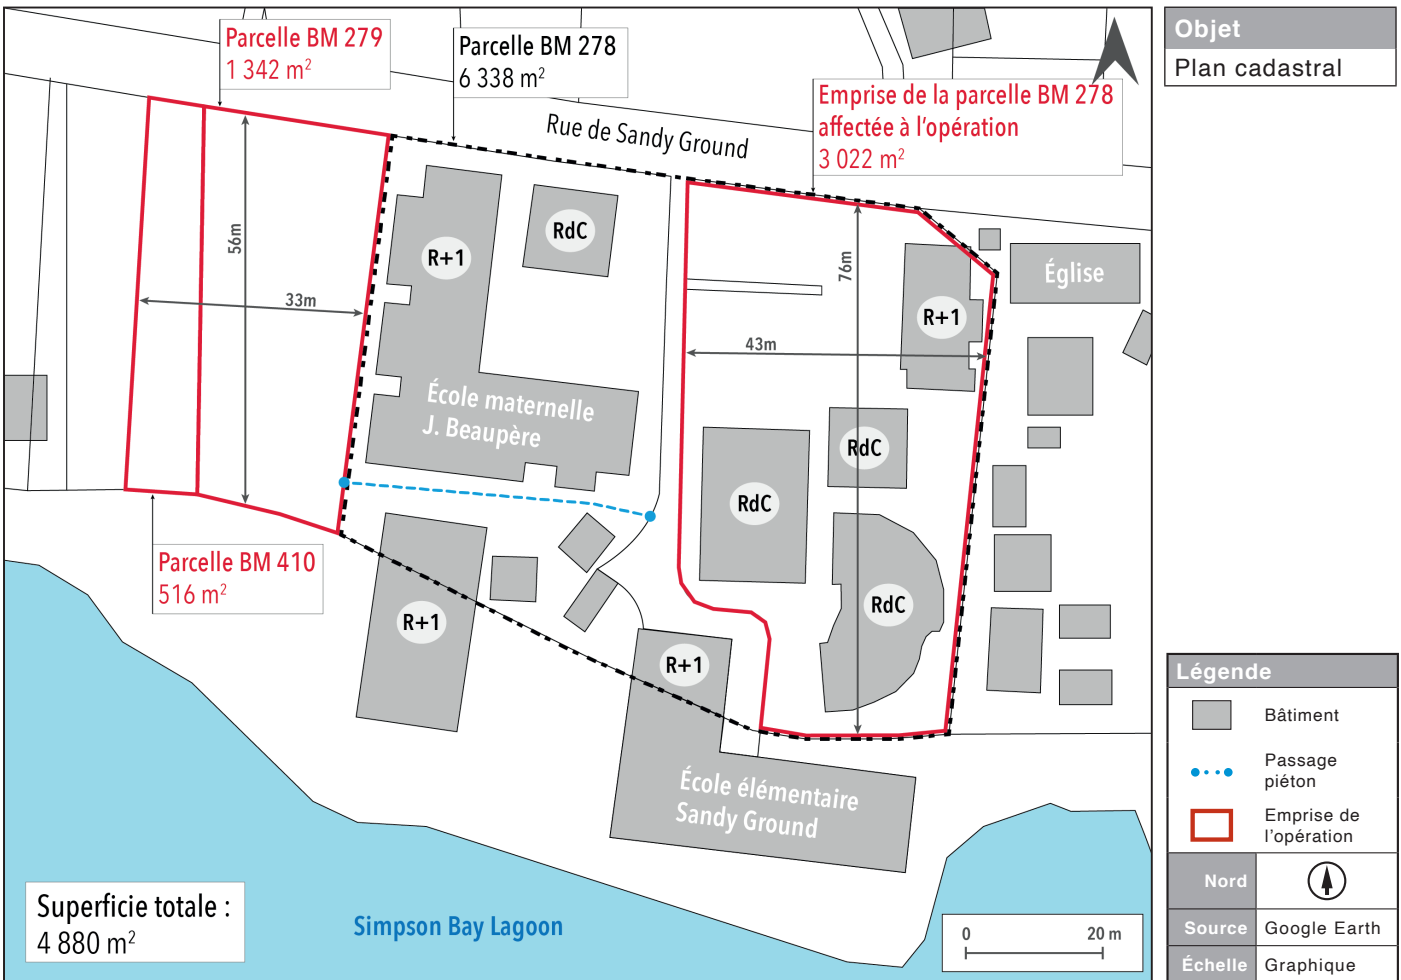 Parcelle BM 279
1 342 m²
Parcelle BM 278
6 338 m²
Emprise de la parcelle BM 278
affectée à l'opération
3 022 m²
Objet
Plan cadastral
Rue de Sandy Ground
56m
33m
R+1
RdC
76m
43m
R+1
Église
École maternelle
J. Beaupère
RdC
RdC
RdC
Parcelle BM 410
516 m²
R+1
R+1
École élémentaire
Sandy Ground
Superficie totale :
4 880 m²
Simpson Bay Lagoon
0 20 m
Légende
Bâtiment
Passage
piéton
Emprise de
l'opération
Nord
Source Google Earth
Échelle Graphique